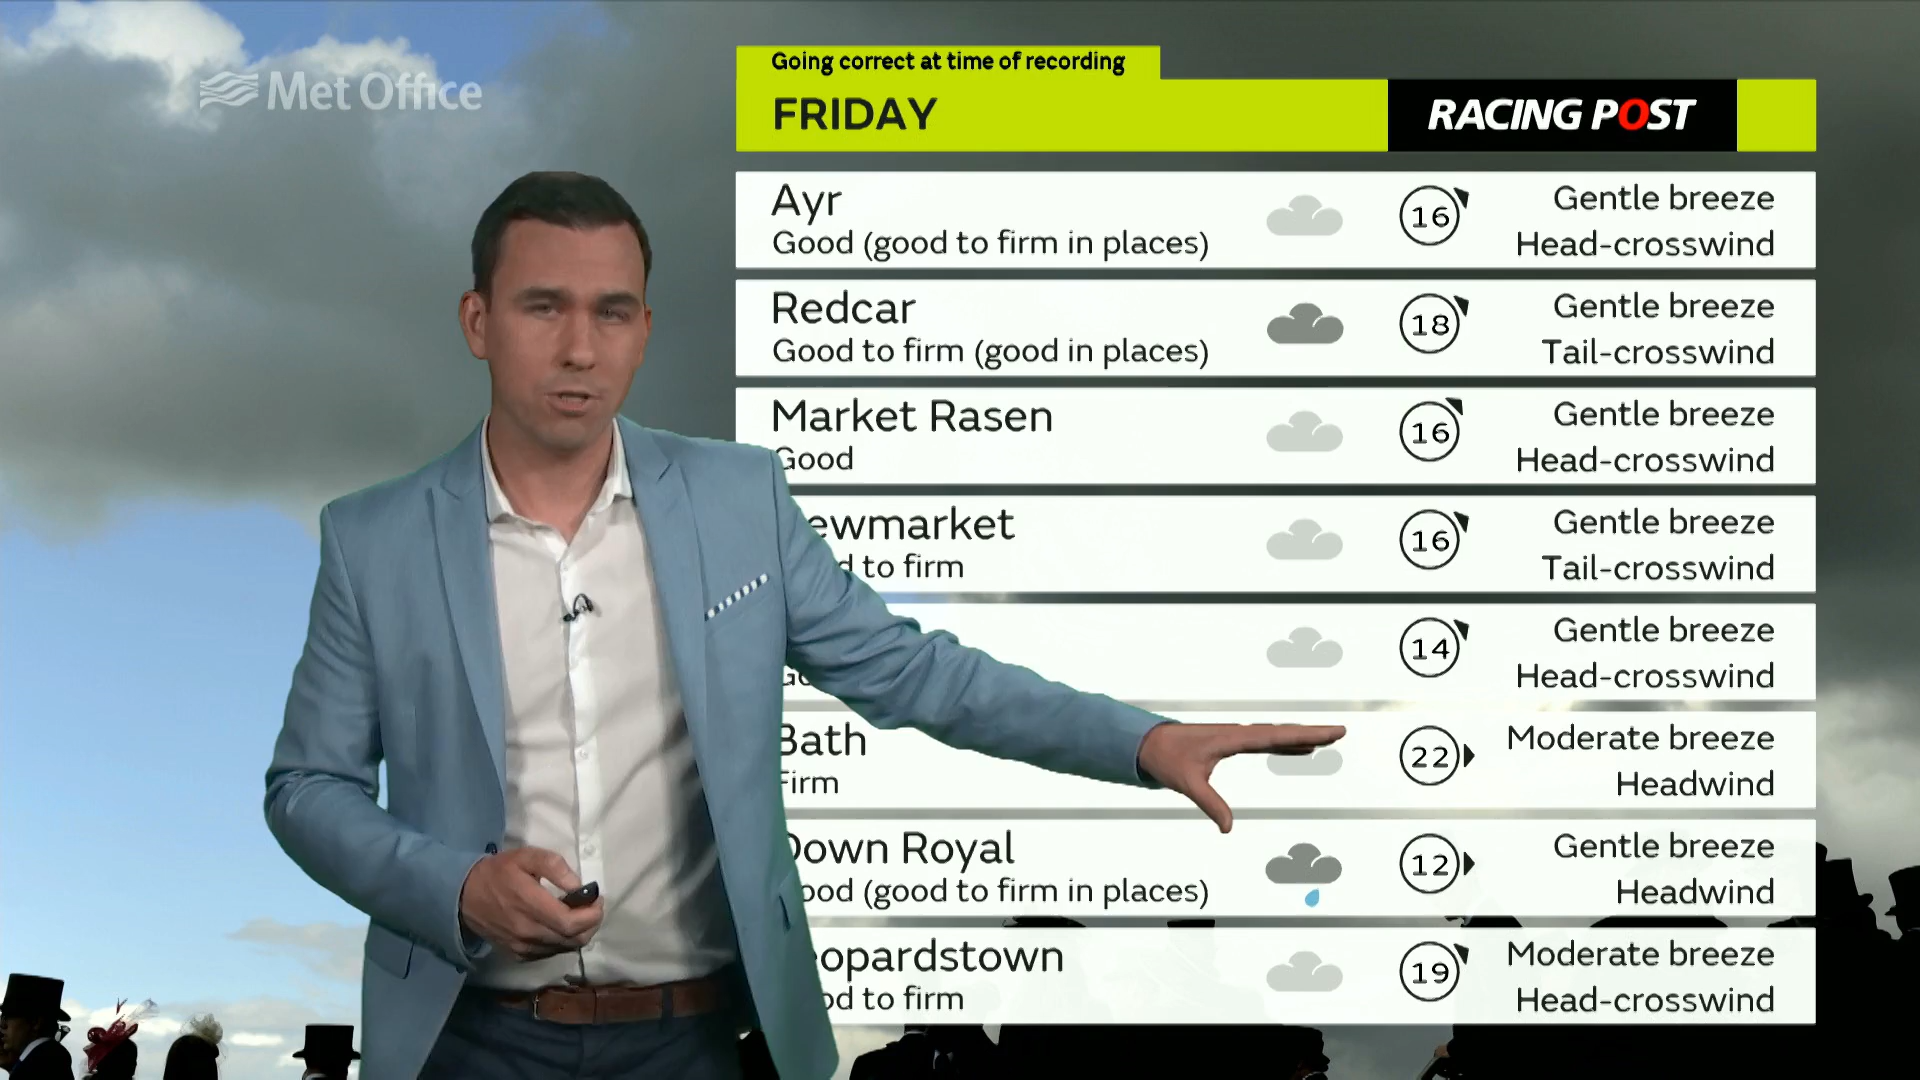 Met Office
Going correct at time of recording
FRIDAY
RACING POST
Ayr
Good (good to firm in places)
16
Gentle breeze
Head-crosswind
Redcar
Good to firm (good in places)
18
Gentle breeze
Tail-crosswind
Market Rasen
Good
16
Gentle breeze
Head-crosswind
ewmarket
d to firm
16
Gentle breeze
Tail-crosswind
14
Gentle breeze
Head-crosswind
Bath
Firm
22
Moderate breeze
Headwind
Down Royal
ood (good to firm in places)
12
Gentle breeze
Headwind
eopardstown
od to firm
19
Moderate breeze
Head-crosswind